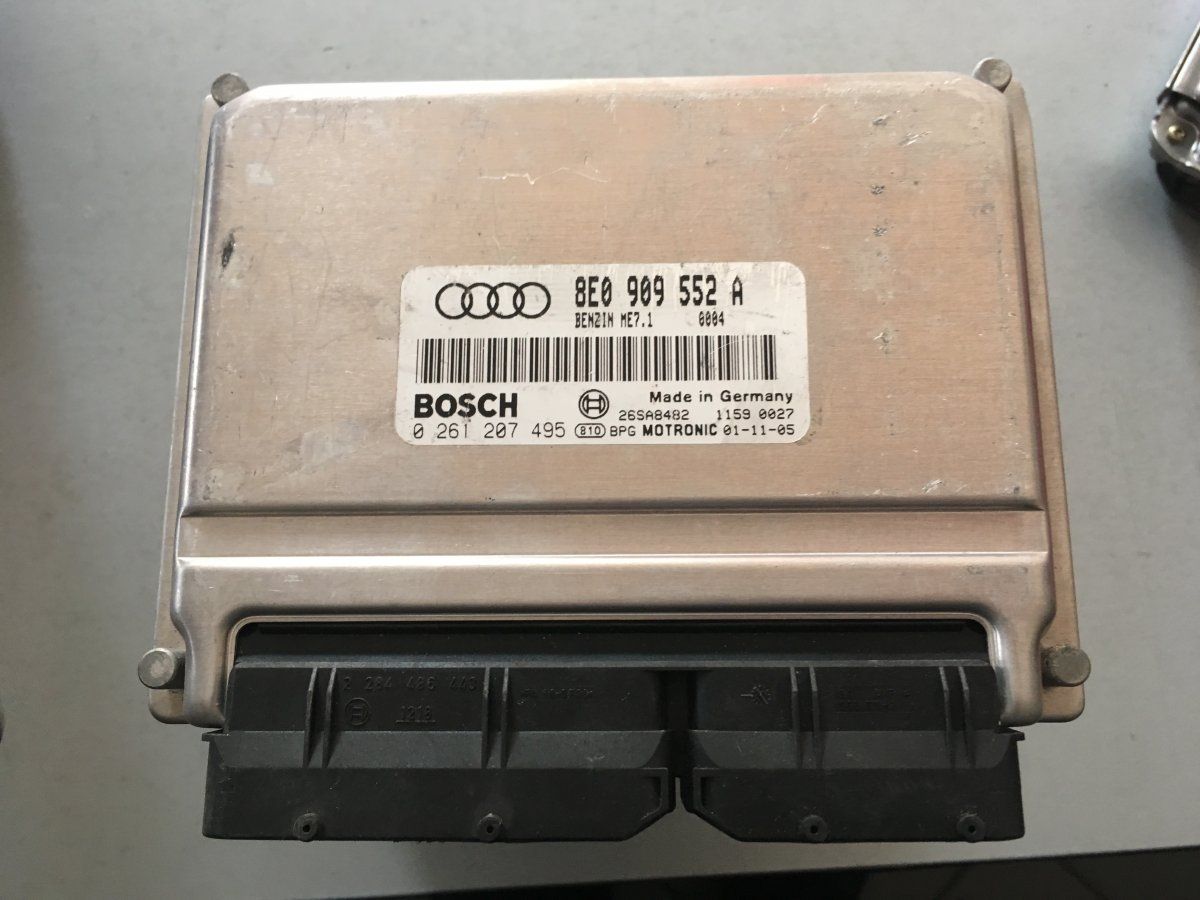 8E0 909 552 A
BENZIN ME7.1 0004
BOSCH
Made in Germany
26SA8482 1159 0027
0 261 207 495 810 BPG MOTRONIC 01-11-05
1218